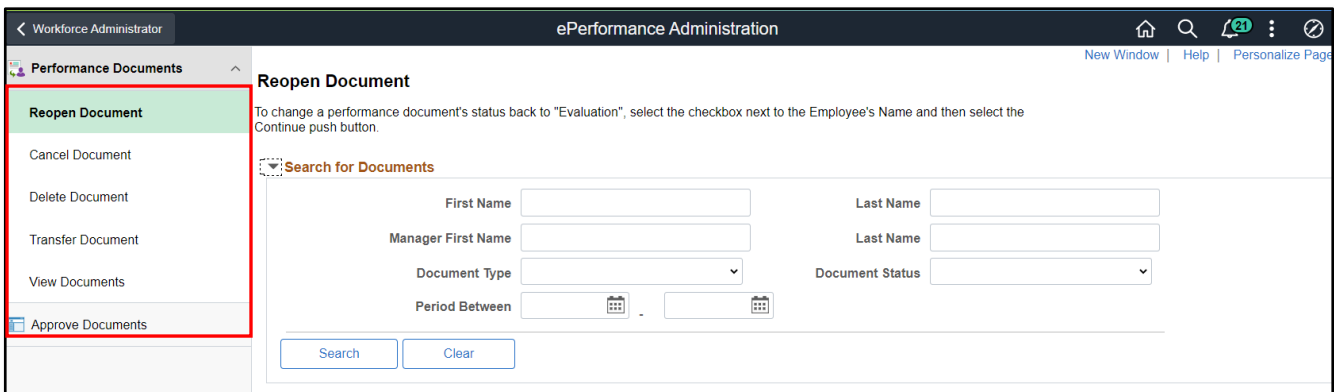 Workforce Administrator
ePerformance Administration
21
New Window | Help | Personalize Page
Performance Documents
Reopen Document
Cancel Document
Delete Document
Transfer Document
View Documents
Approve Documents
Reopen Document
To change a performance document's status back to "Evaluation", select the checkbox next to the Employee's Name and then select the
Continue push button.
Search for Documents
First Name
Last Name
Manager First Name
Last Name
Document Type
Document Status
Period Between
-
Search
Clear